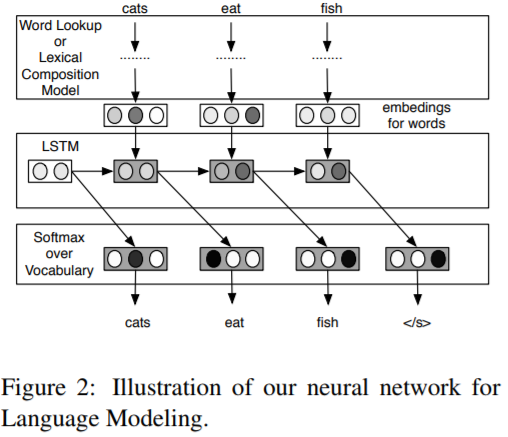 cats eat fish
Word Lookup
or
Lexical
Composition
Model
........ ........ ........
embedings
for words
LSTM
Softmax
over
Vocabulary
cats eat fish </s>
Figure 2: Illustration of our neural network for
Language Modeling.